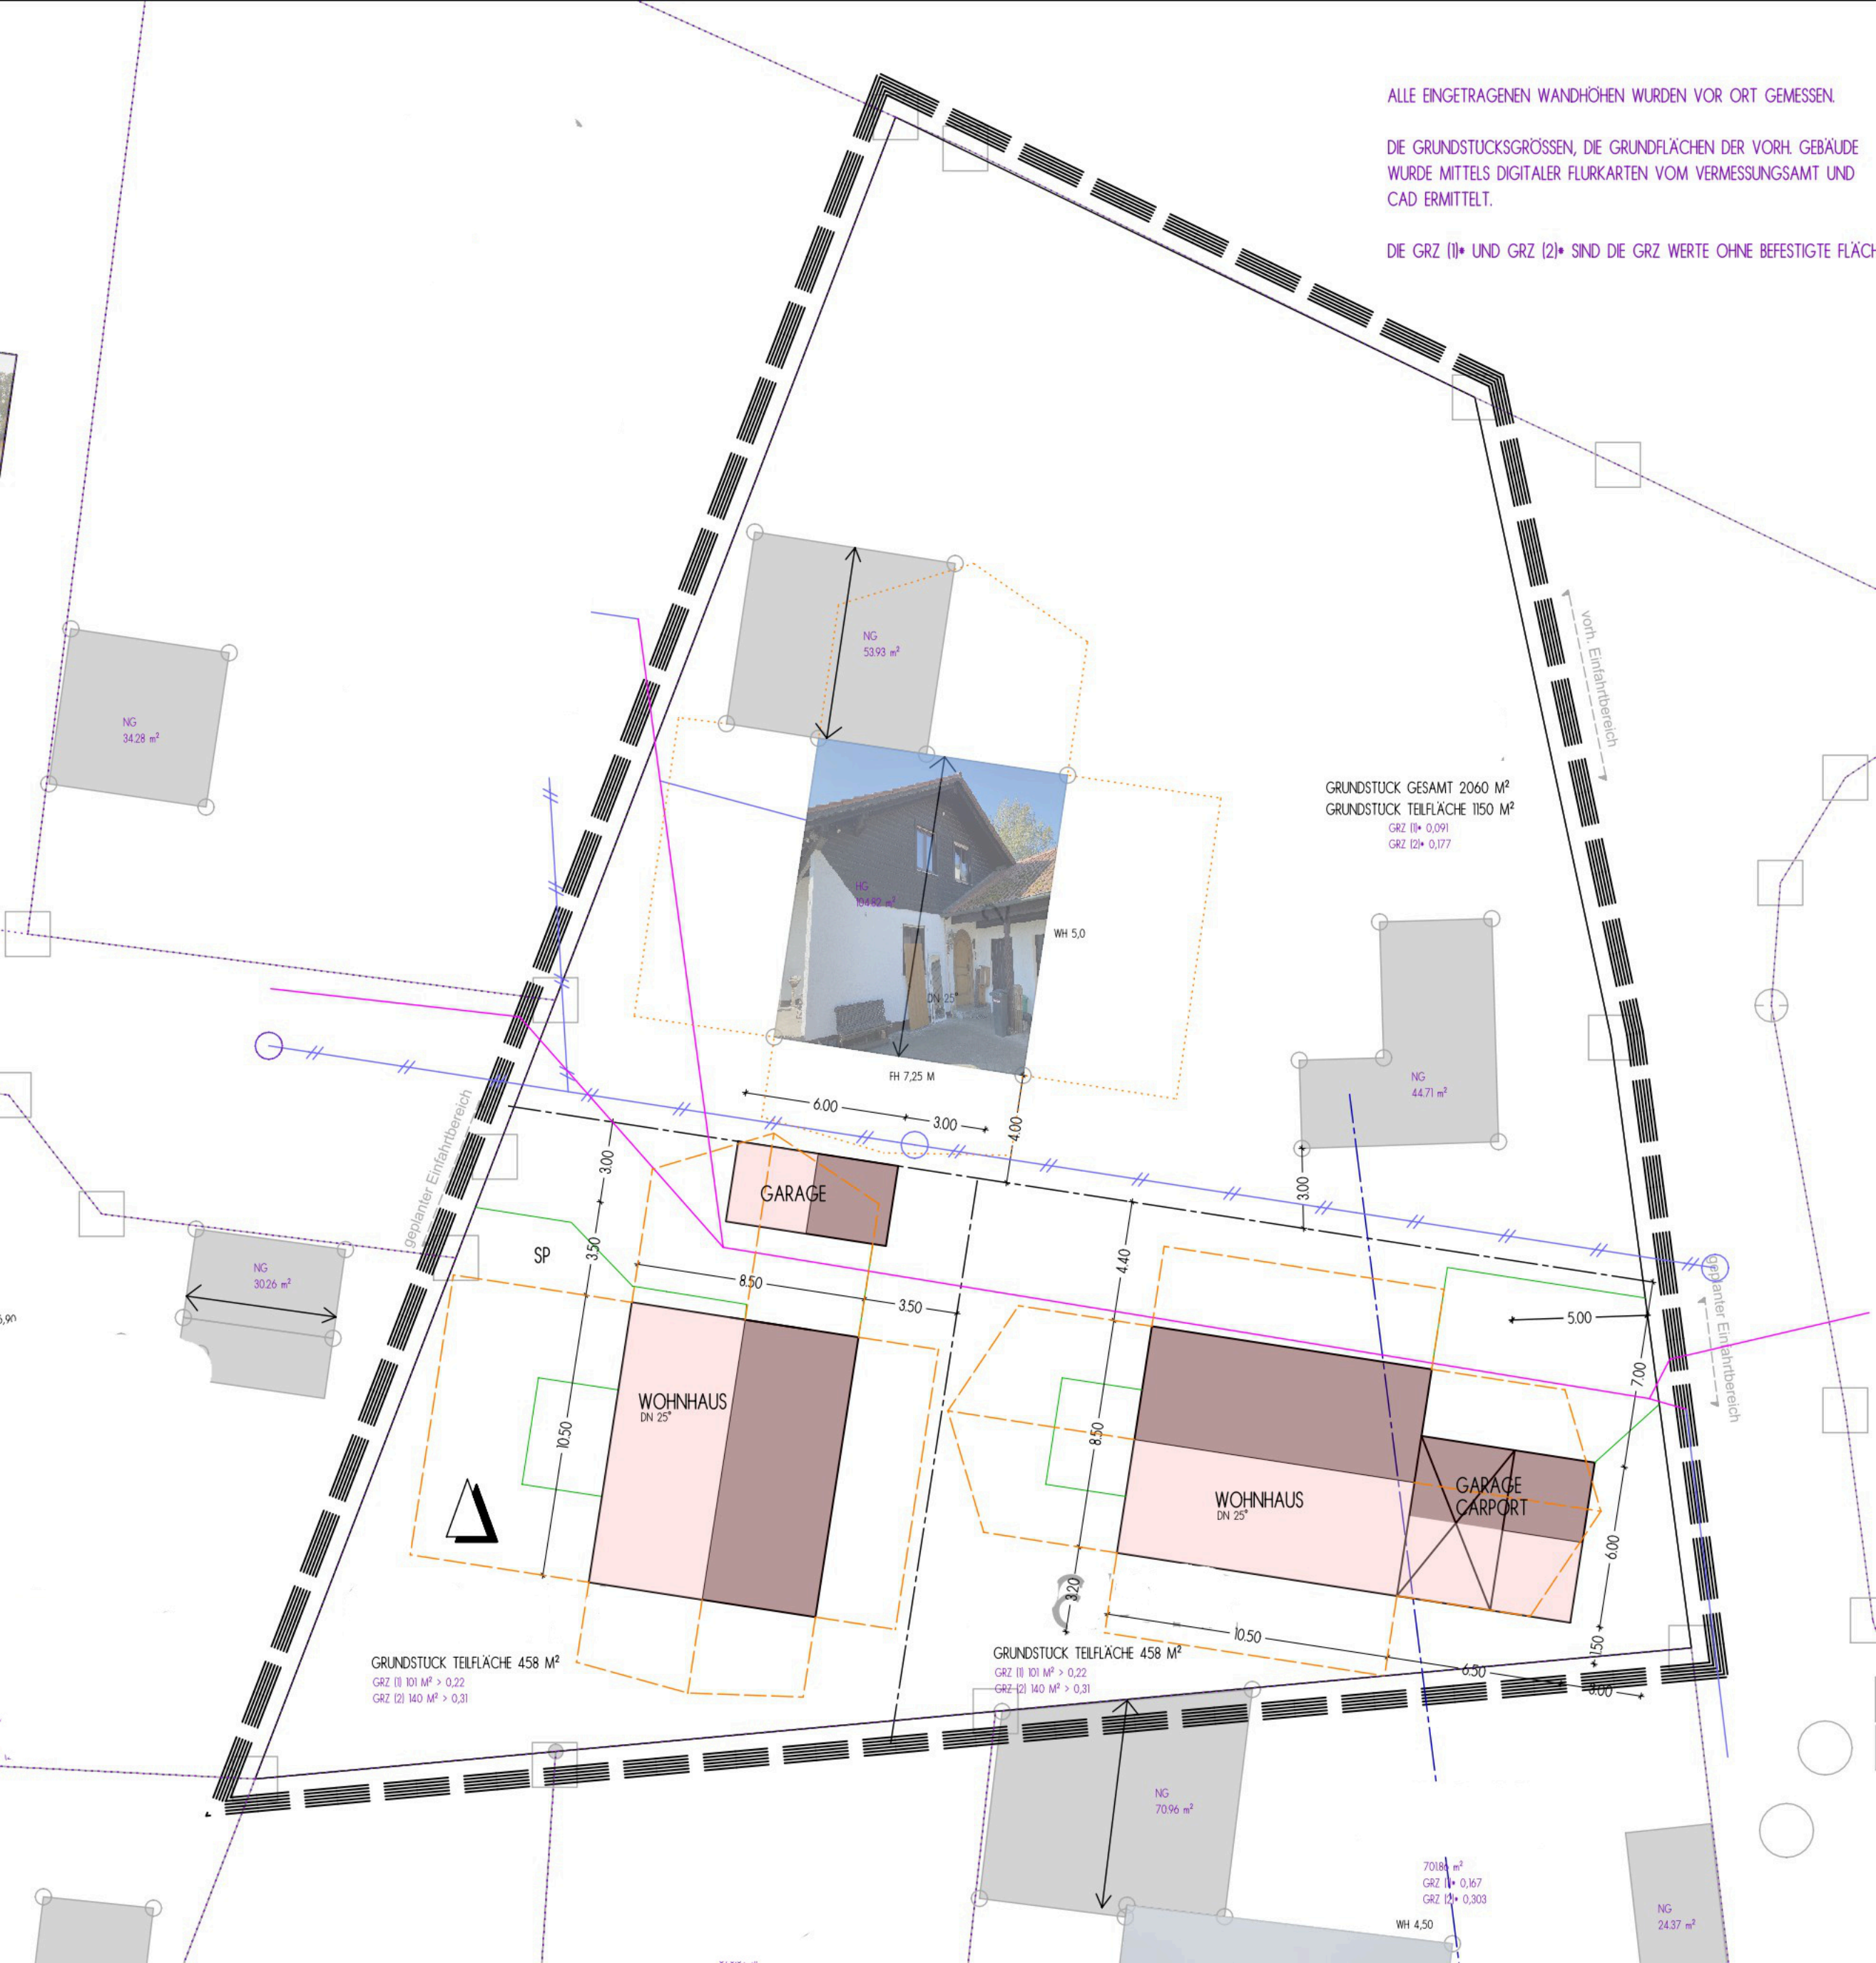 ALLE EINGETRAGENEN WANDHÖHEN WURDEN VOR ORT GEMESSEN.
DIE GRUNDSTÜCKSGRÖSSEN, DIE GRUNDFLÄCHEN DER VORH. GEBÄUDE
WURDE MITTELS DIGITALER FLURKARTEN VOM VERMESSUNGSAMT UND
CAD ERMITTELT.
DIE GRZ (1)* UND GRZ (2)* SIND DIE GRZ WERTE OHNE BEFESTIGTE FLÄCH
NG
53.93 m²
vorh. Einfahrtbereich
NG
34.28 m²
GRUNDSTÜCK GESAMT 2060 M²
GRUNDSTÜCK TEILFLÄCHE 1150 M²
GRZ (1)* 0,091
GRZ (2)* 0,177
HG
104.82 m²
WH 5,0
DN 25°
FH 7,25 M
NG
44.71 m²
6.00
3.00
4.00
geplanter Einfahrtbereich
3.00
3.00
GARAGE
SP
3.50
4.40
NG
30.26 m²
8.50
3.50
5.00
geplanter Einfahrtbereich
5,90
7.00
WOHNHAUS
DN 25°
10.50
8.50
WOHNHAUS
DN 25°
GARAGE
CARPORT
6.00
3.20
10.50
1.50
6.50
3.00
GRUNDSTÜCK TEILFLÄCHE 458 M²
GRZ (1) 101 M² > 0,22
GRZ (2) 140 M² > 0,31
GRUNDSTÜCK TEILFLÄCHE 458 M²
GRZ (1) 101 M² > 0,22
GRZ (2) 140 M² > 0,31
NG
70.96 m²
701.86 m²
GRZ (1)* 0,167
GRZ (2)* 0,303
WH 4,50
NG
24.37 m²